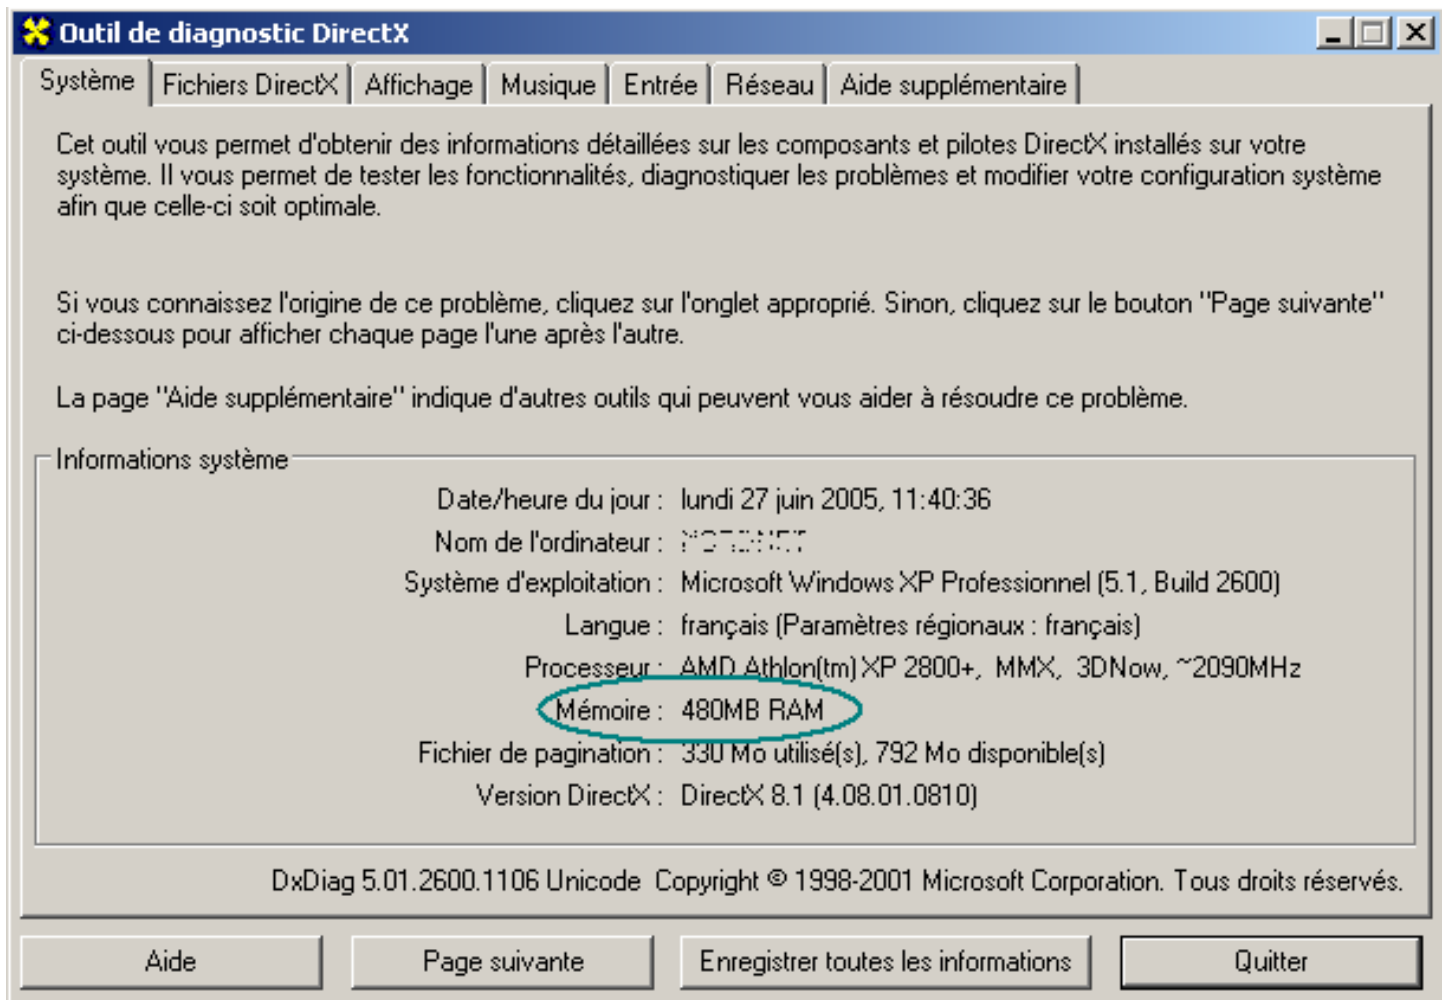 Outil de diagnostic DirectX
Système Fichiers DirectX Affichage Musique Entrée Réseau Aide supplémentaire
Cet outil vous permet d'obtenir des informations détaillées sur les composants et pilotes DirectX installés sur votre
système. Il vous permet de tester les fonctionnalités, diagnostiquer les problèmes et modifier votre configuration système
afin que celle-ci soit optimale.
Si vous connaissez l'origine de ce problème, cliquez sur l'onglet approprié. Sinon, cliquez sur le bouton "Page suivante"
ci-dessous pour afficher chaque page l'une après l'autre.
La page "Aide supplémentaire" indique d'autres outils qui peuvent vous aider à résoudre ce problème.
Informations système
Date/heure du jour : lundi 27 juin 2005, 11:40:36
Nom de l'ordinateur :
Système d'exploitation : Microsoft Windows XP Professionnel (5.1, Build 2600)
Langue : français (Paramètres régionaux : français)
Processeur : AMD Athlon(tm) XP 2800+, MMX, 3DNow, ~2090MHz
Mémoire : 480MB RAM
Fichier de pagination : 330 Mo utilisé(s), 792 Mo disponible(s)
Version DirectX : DirectX 8.1 (4.08.01.0810)
DxDiag 5.01.2600.1106 Unicode Copyright © 1998-2001 Microsoft Corporation. Tous droits réservés.
Aide Page suivante Enregistrer toutes les informations Quitter